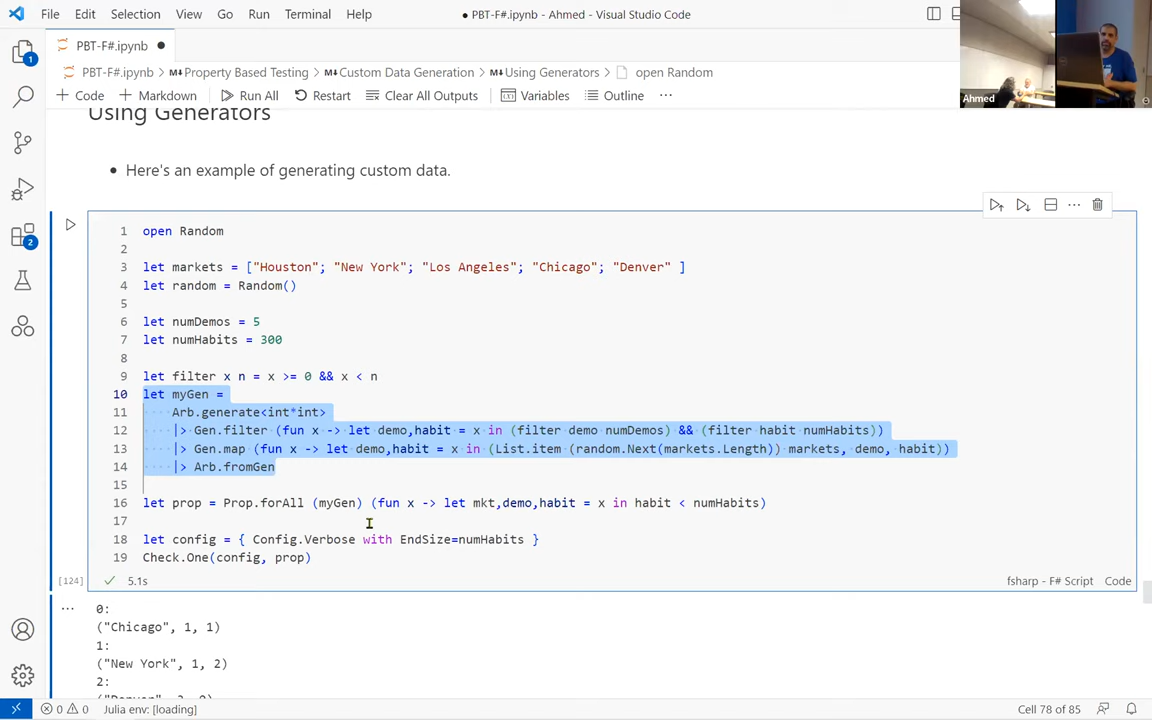 File Edit Selection View Go Run Terminal Help
● PBT-F#.ipynb - Ahmed - Visual Studio Code
PBT-F#.ipynb ●
PBT-F#.ipynb > Property Based Testing > Custom Data Generation > Using Generators > open Random
+ Code + Markdown Run All Restart Clear All Outputs Variables Outline ...
Ahmed
Using Generators
• Here's an example of generating custom data.
1 open Random
2
3 let markets = ["Houston"; "New York"; "Los Angeles"; "Chicago"; "Denver" ]
4 let random = Random()
5
6 let numDemos = 5
7 let numHabits = 300
8
9 let filter x n = x >= 0 && x < n
10 let myGen =
11 Arb.generate<int*int>
12 |> Gen.filter (fun x -> let demo,habit = x in (filter demo numDemos) && (filter habit numHabits))
13 |> Gen.map (fun x -> let demo,habit = x in (List.item (random.Next(markets.Length)) markets, demo, habit))
14 |> Arb.fromGen
15
16 let prop = Prop.forAll (myGen) (fun x -> let mkt,demo,habit = x in habit < numHabits)
17
18 let config = { Config.Verbose with EndSize=numHabits }
19 Check.One(config, prop)
[124] ✓ 5.1s fsharp - F# Script Code
... 0:
("Chicago", 1, 1)
1:
("New York", 1, 2)
2:
1
2
0 0 Julia env: [loading] Cell 78 of 85